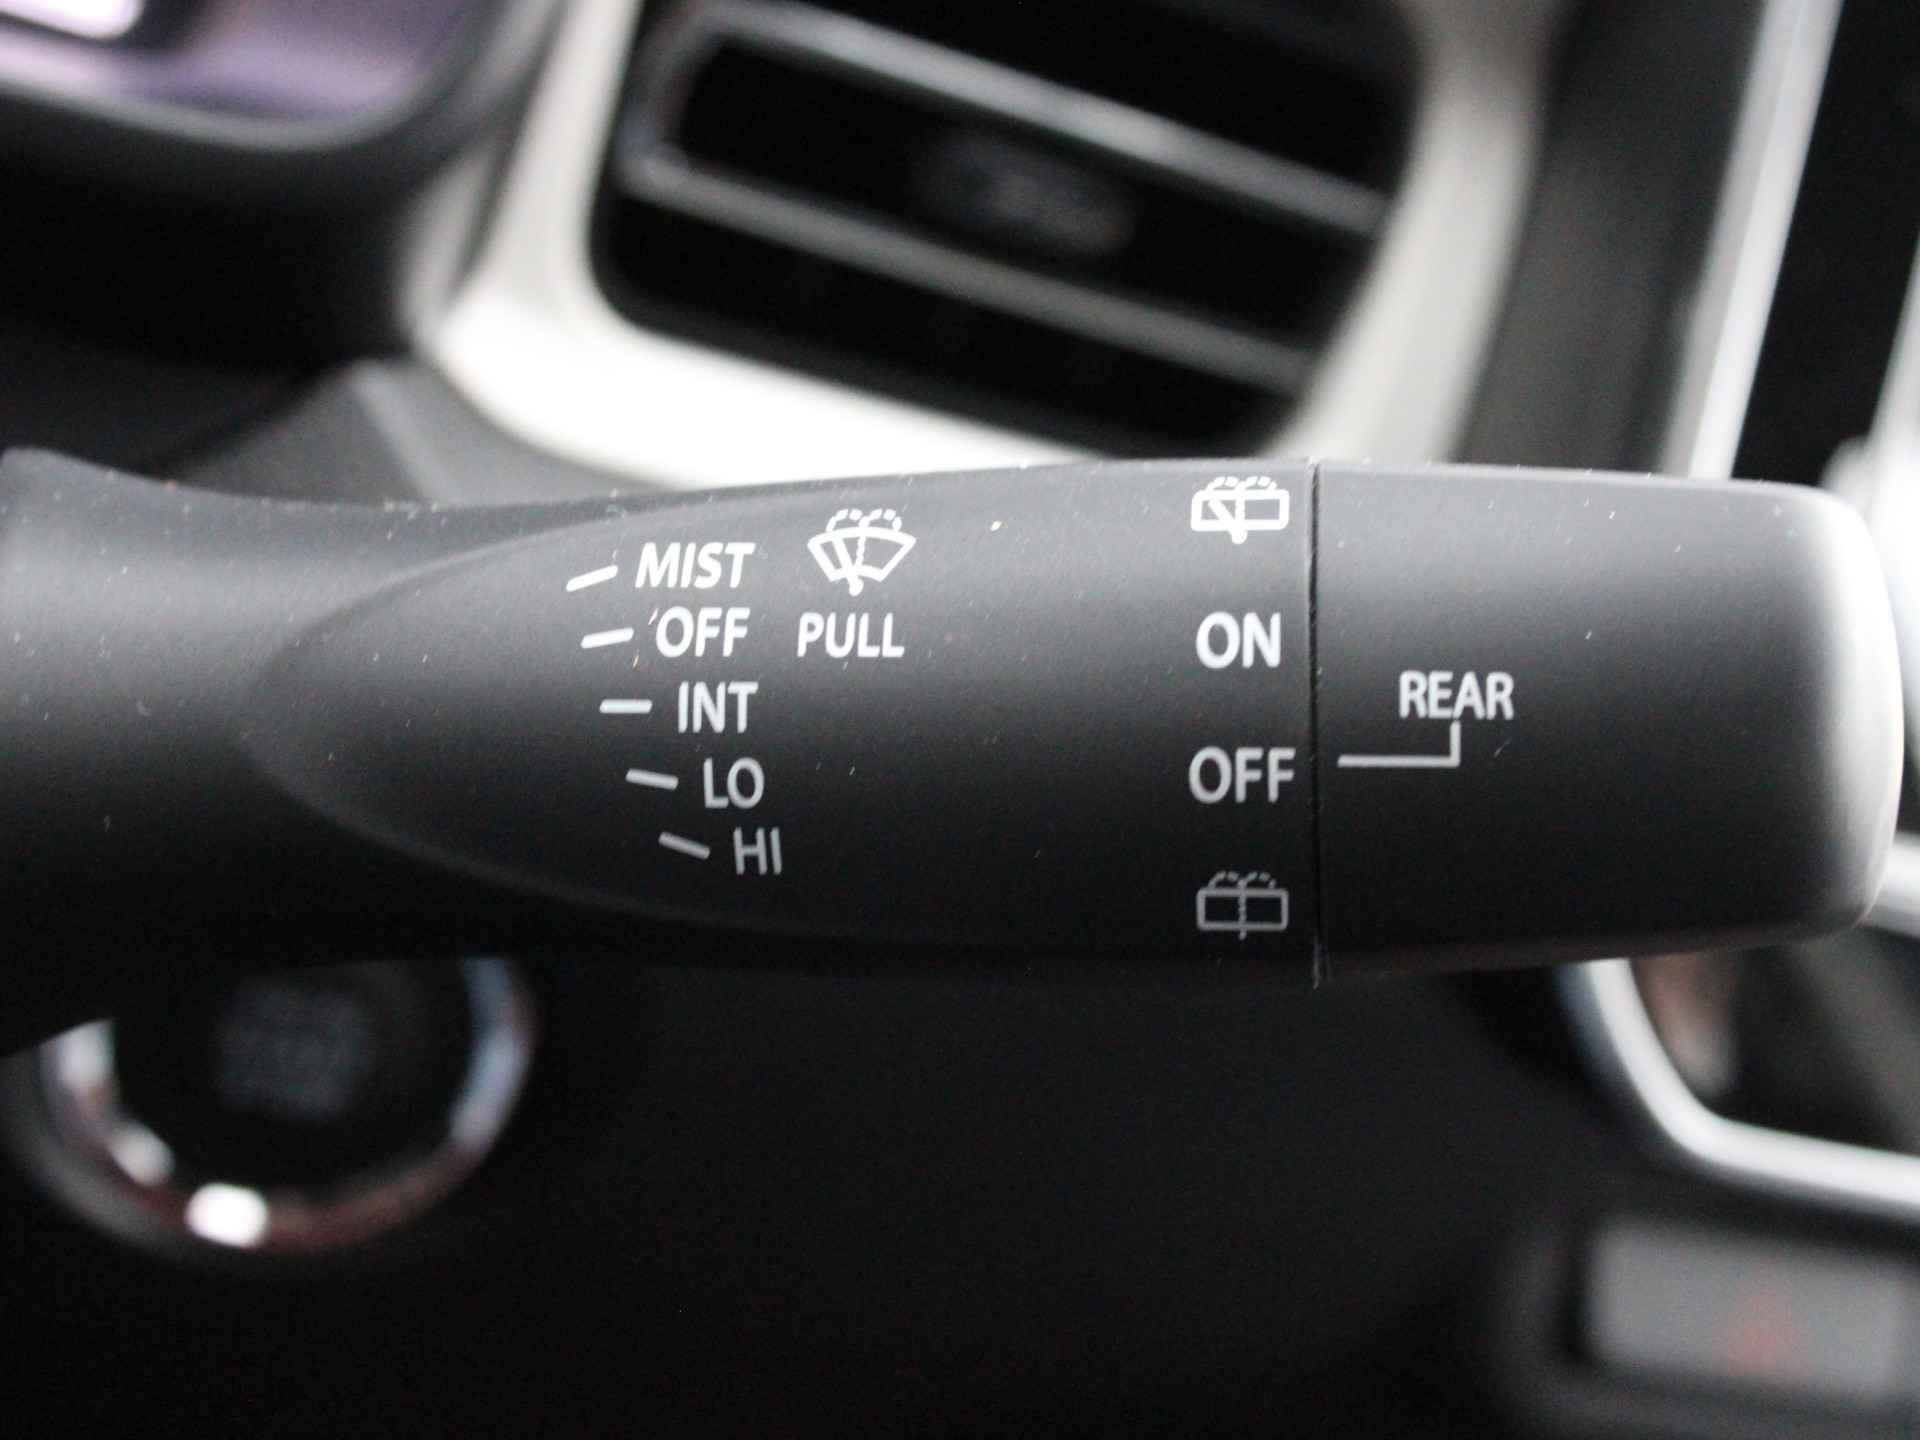 MIST
OFF PULL
INT
LO
HI
ON
OFF
REAR